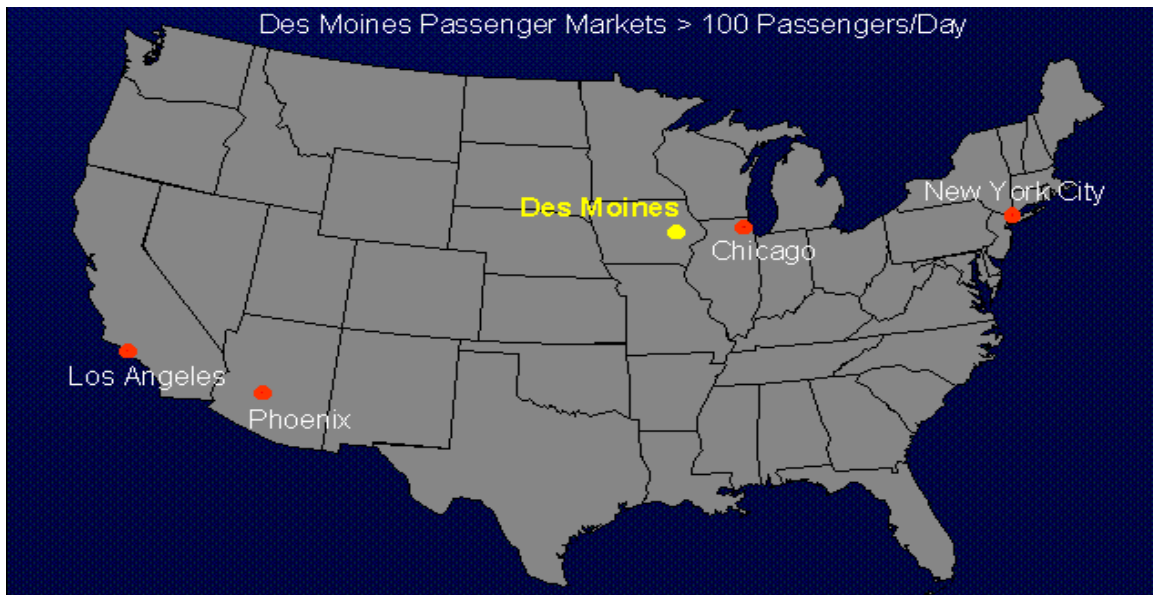 Des Moines Passenger Markets > 100 Passengers/Day
New York City
Des Moines
Chicago
Los Angeles
Phoenix